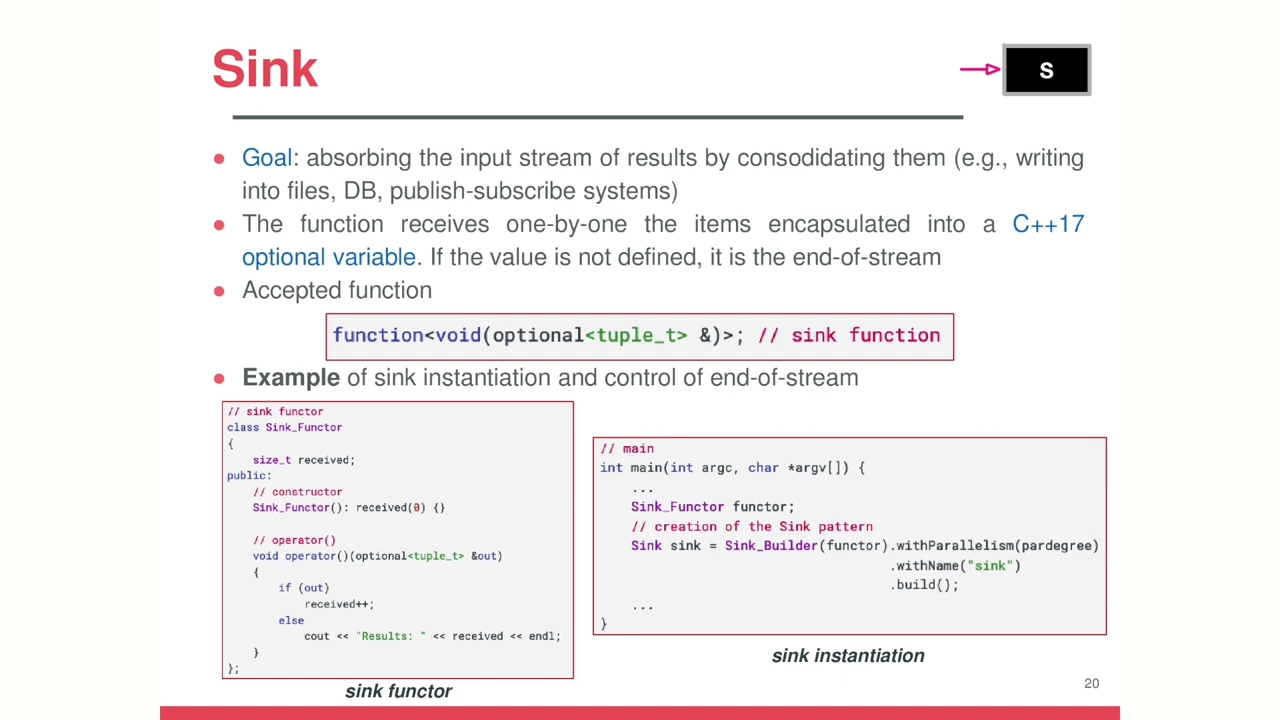 Sink
S
● Goal: absorbing the input stream of results by consodidating them (e.g., writing
into files, DB, publish-subscribe systems)
● The function receives one-by-one the items encapsulated into a C++17
optional variable. If the value is not defined, it is the end-of-stream
● Accepted function
function<void(optional<tuple_t> &)>; // sink function
● Example of sink instantiation and control of end-of-stream
// sink functor
class Sink_Functor
{
    size_t received;
public:
    // constructor
    Sink_Functor(): received(0) {}

    // operator()
    void operator()(optional<tuple_t> &out)
    {
        if (out)
            received++;
        else
            cout << "Results: " << received << endl;
    }
};
sink functor
// main
int main(int argc, char *argv[]) {
    ...
    Sink_Functor functor;
    // creation of the Sink pattern
    Sink sink = Sink_Builder(functor).withParallelism(pardegree)
                                     .withName("sink")
                                     .build();
    ...
}
sink instantiation
20